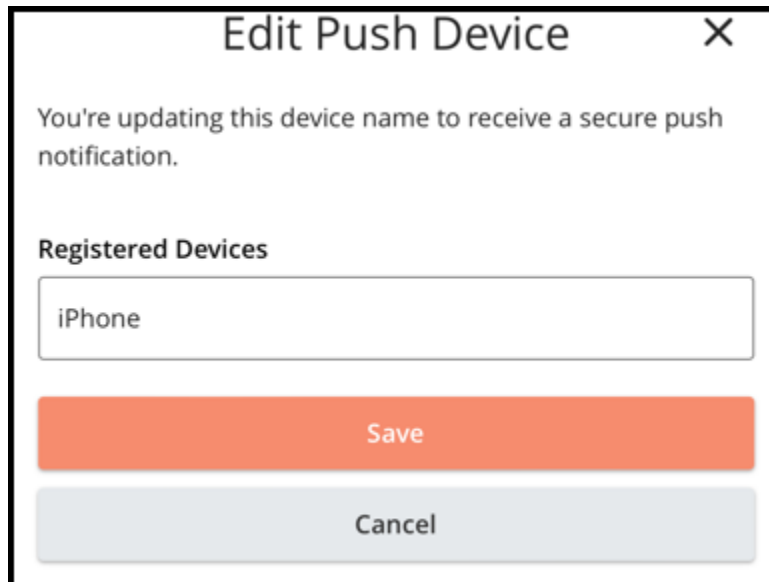 Edit Push Device
You're updating this device name to receive a secure push
notification.
Registered Devices
iPhone
Save
Cancel